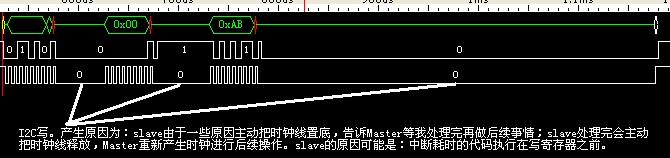 900us
1ms
1.1ms
0x00
0xAB
0 1 0 0 1 1 0
0 0 0
I2C写。产生原因为：slave由于一些原因主动把时钟线置底，告诉Master等我处理完再做后续事情；slave处理完会主动
把时钟线释放，Master重新产生时钟进行后续操作。slave的原因可能是：中断耗时的代码执行在写寄存器之前。